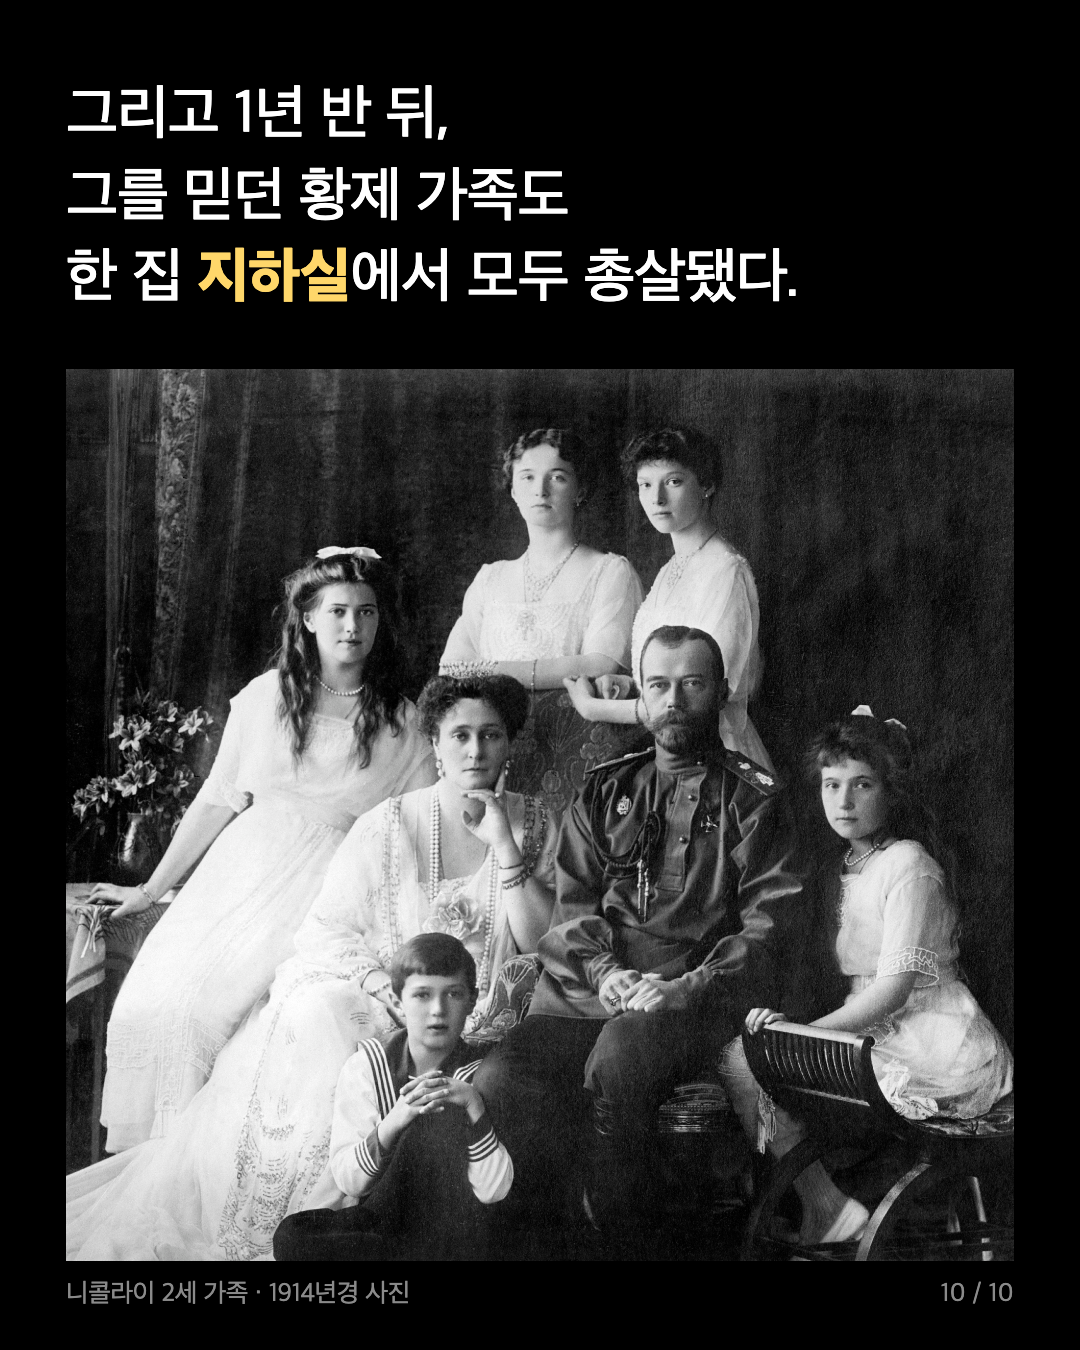 그리고 1년 반 뒤,
그를 믿던 황제 가족도
한 집 지하실에서 모두 총살됐다.
니콜라이 2세 가족 · 1914년경 사진
10 / 10